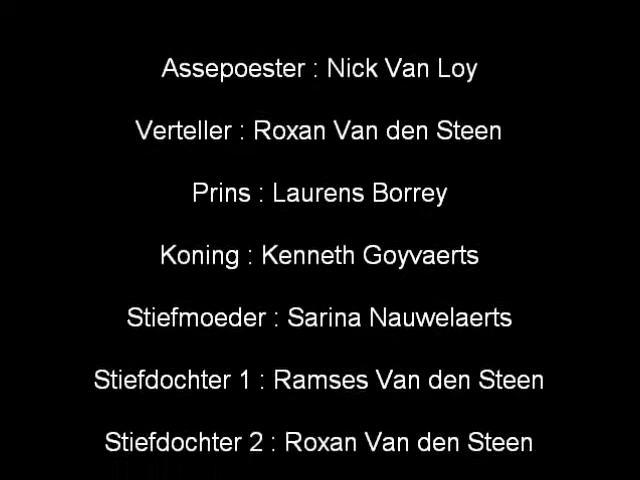 Assepoester : Nick Van Loy
Verteller : Roxan Van den Steen
Prins : Laurens Borrey
Koning : Kenneth Goyvaerts
Stiefmoeder : Sarina Nauwelaerts
Stiefdochter 1 : Ramses Van den Steen
Stiefdochter 2 : Roxan Van den Steen